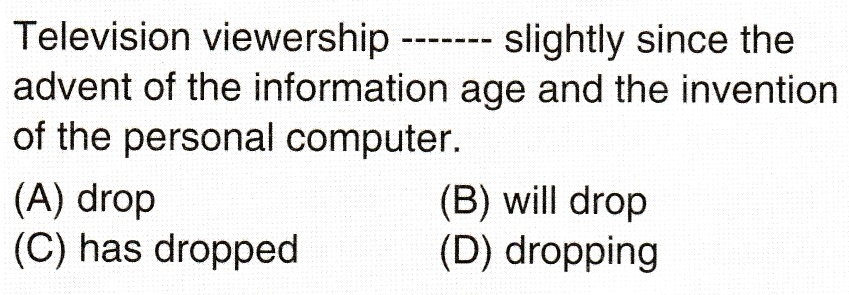 Television viewership ------- slightly since the
advent of the information age and the invention
of the personal computer.
(A) drop (B) will drop
(C) has dropped (D) dropping